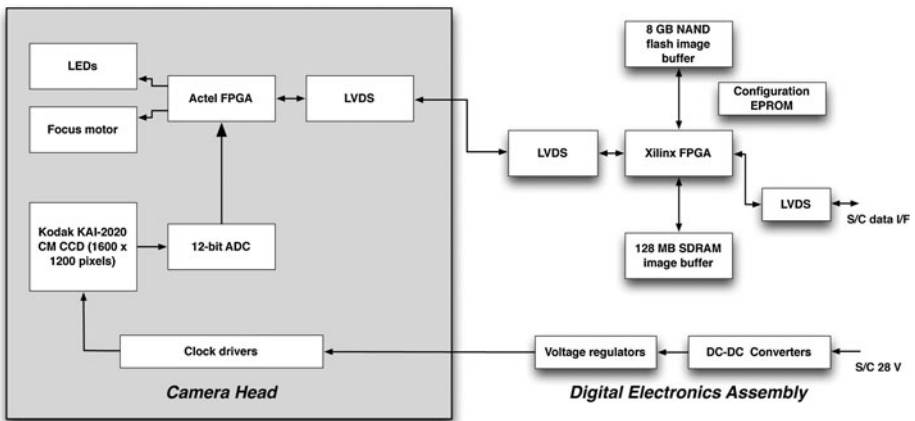 LEDs
Focus motor
Actel FPGA
LVDS
Kodak KAI-2020
CM CCD (1600 x
1200 pixels)
12-bit ADC
Clock drivers
Camera Head
8 GB NAND
flash image
buffer
Configuration
EPROM
LVDS
Xilinx FPGA
LVDS
S/C data I/F
128 MB SDRAM
image buffer
Voltage regulators
DC-DC Converters
S/C 28 V
Digital Electronics Assembly